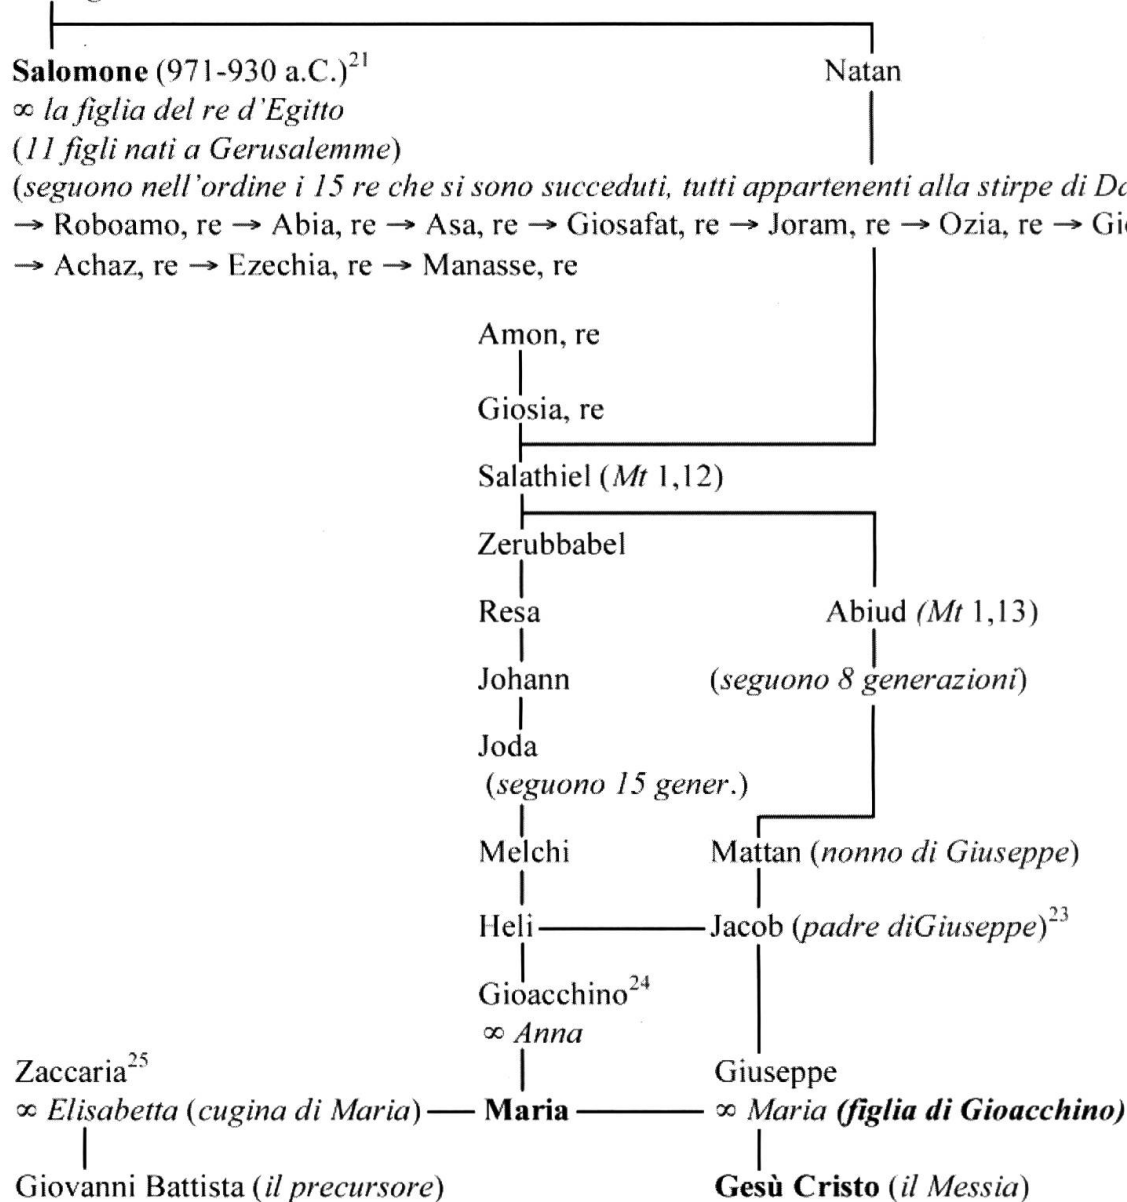 Salomone (971-930 a.C.)21 Natan
∞ la figlia del re d'Egitto
(11 figli nati a Gerusalemme)
(seguono nell'ordine i 15 re che si sono succeduti, tutti appartenenti alla stirpe di
→ Roboamo, re → Abia, re → Asa, re → Giosafat, re → Joram, re → Ozia, re →
→ Achaz, re → Ezechia, re → Manasse, re
Amon, re
Giosia, re
Salathiel (Mt 1,12)
Zerubbabel
Resa Abiud (Mt 1,13)
Johann (seguono 8 generazioni)
Joda
(seguono 15 gener.)
Melchi Mattan (nonno di Giuseppe)
Heli Jacob (padre diGiuseppe)23
Gioacchino24
∞ Anna
Zaccaria25 Giuseppe
∞ Elisabetta (cugina di Maria) Maria ∞ Maria (figlia di Gioacchino)
Giovanni Battista (il precursore) Gesù Cristo (il Messia)